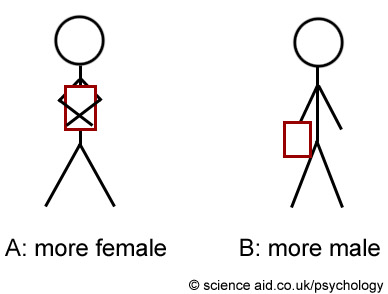 A: more female
B: more male
© science aid.co.uk/psychology